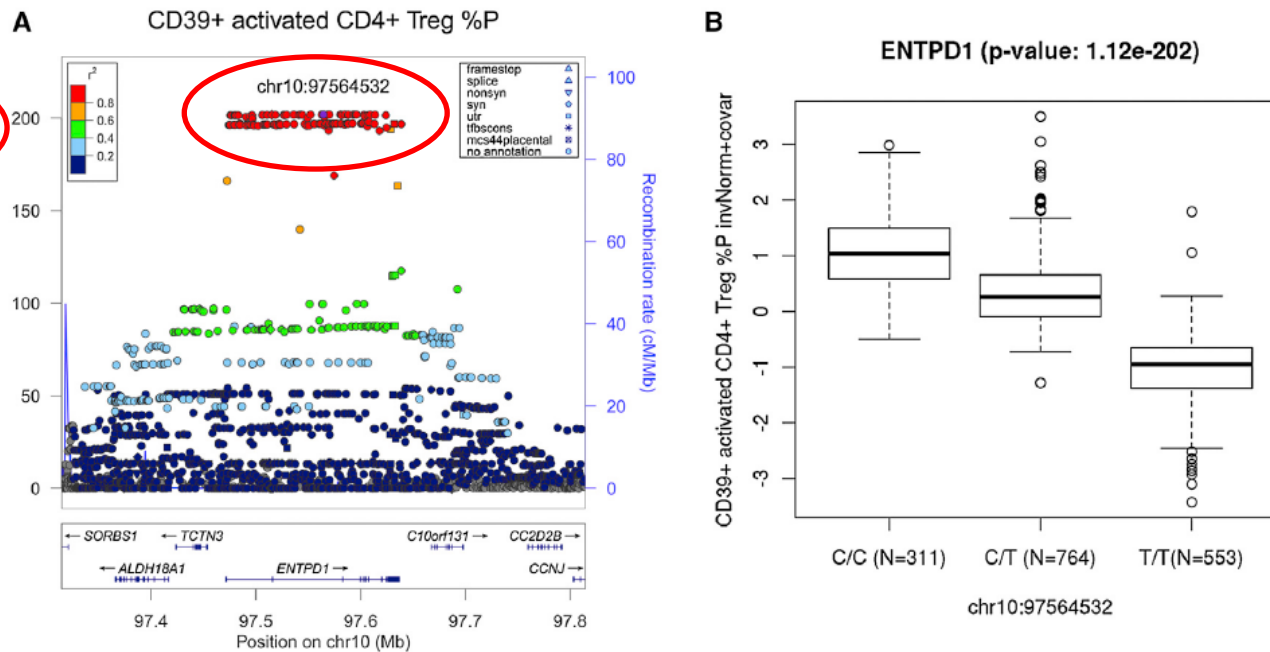 A
CD39+ activated CD4+ Treg %P
r²
0.8
0.6
0.4
0.2
chr10:97564532
framestop
splice
nonsyn
syn
utr
tfbscons
mcs44placental
no annotation
200
150
100
50
0
100
80
60
40
20
0
Recombination rate (cM/Mb)
← SORBS1
← TCTN3
C10orf131 →
CC2D2B →
← ALDH18A1
ENTPD1 →
CCNJ →
97.4
97.5
97.6
97.7
97.8
Position on chr10 (Mb)
B
ENTPD1 (p-value: 1.12e-202)
CD39+ activated CD4+ Treg %P invNorm+covar
3
2
1
0
-1
-2
-3
C/C (N=311)
C/T (N=764)
T/T(N=553)
chr10:97564532